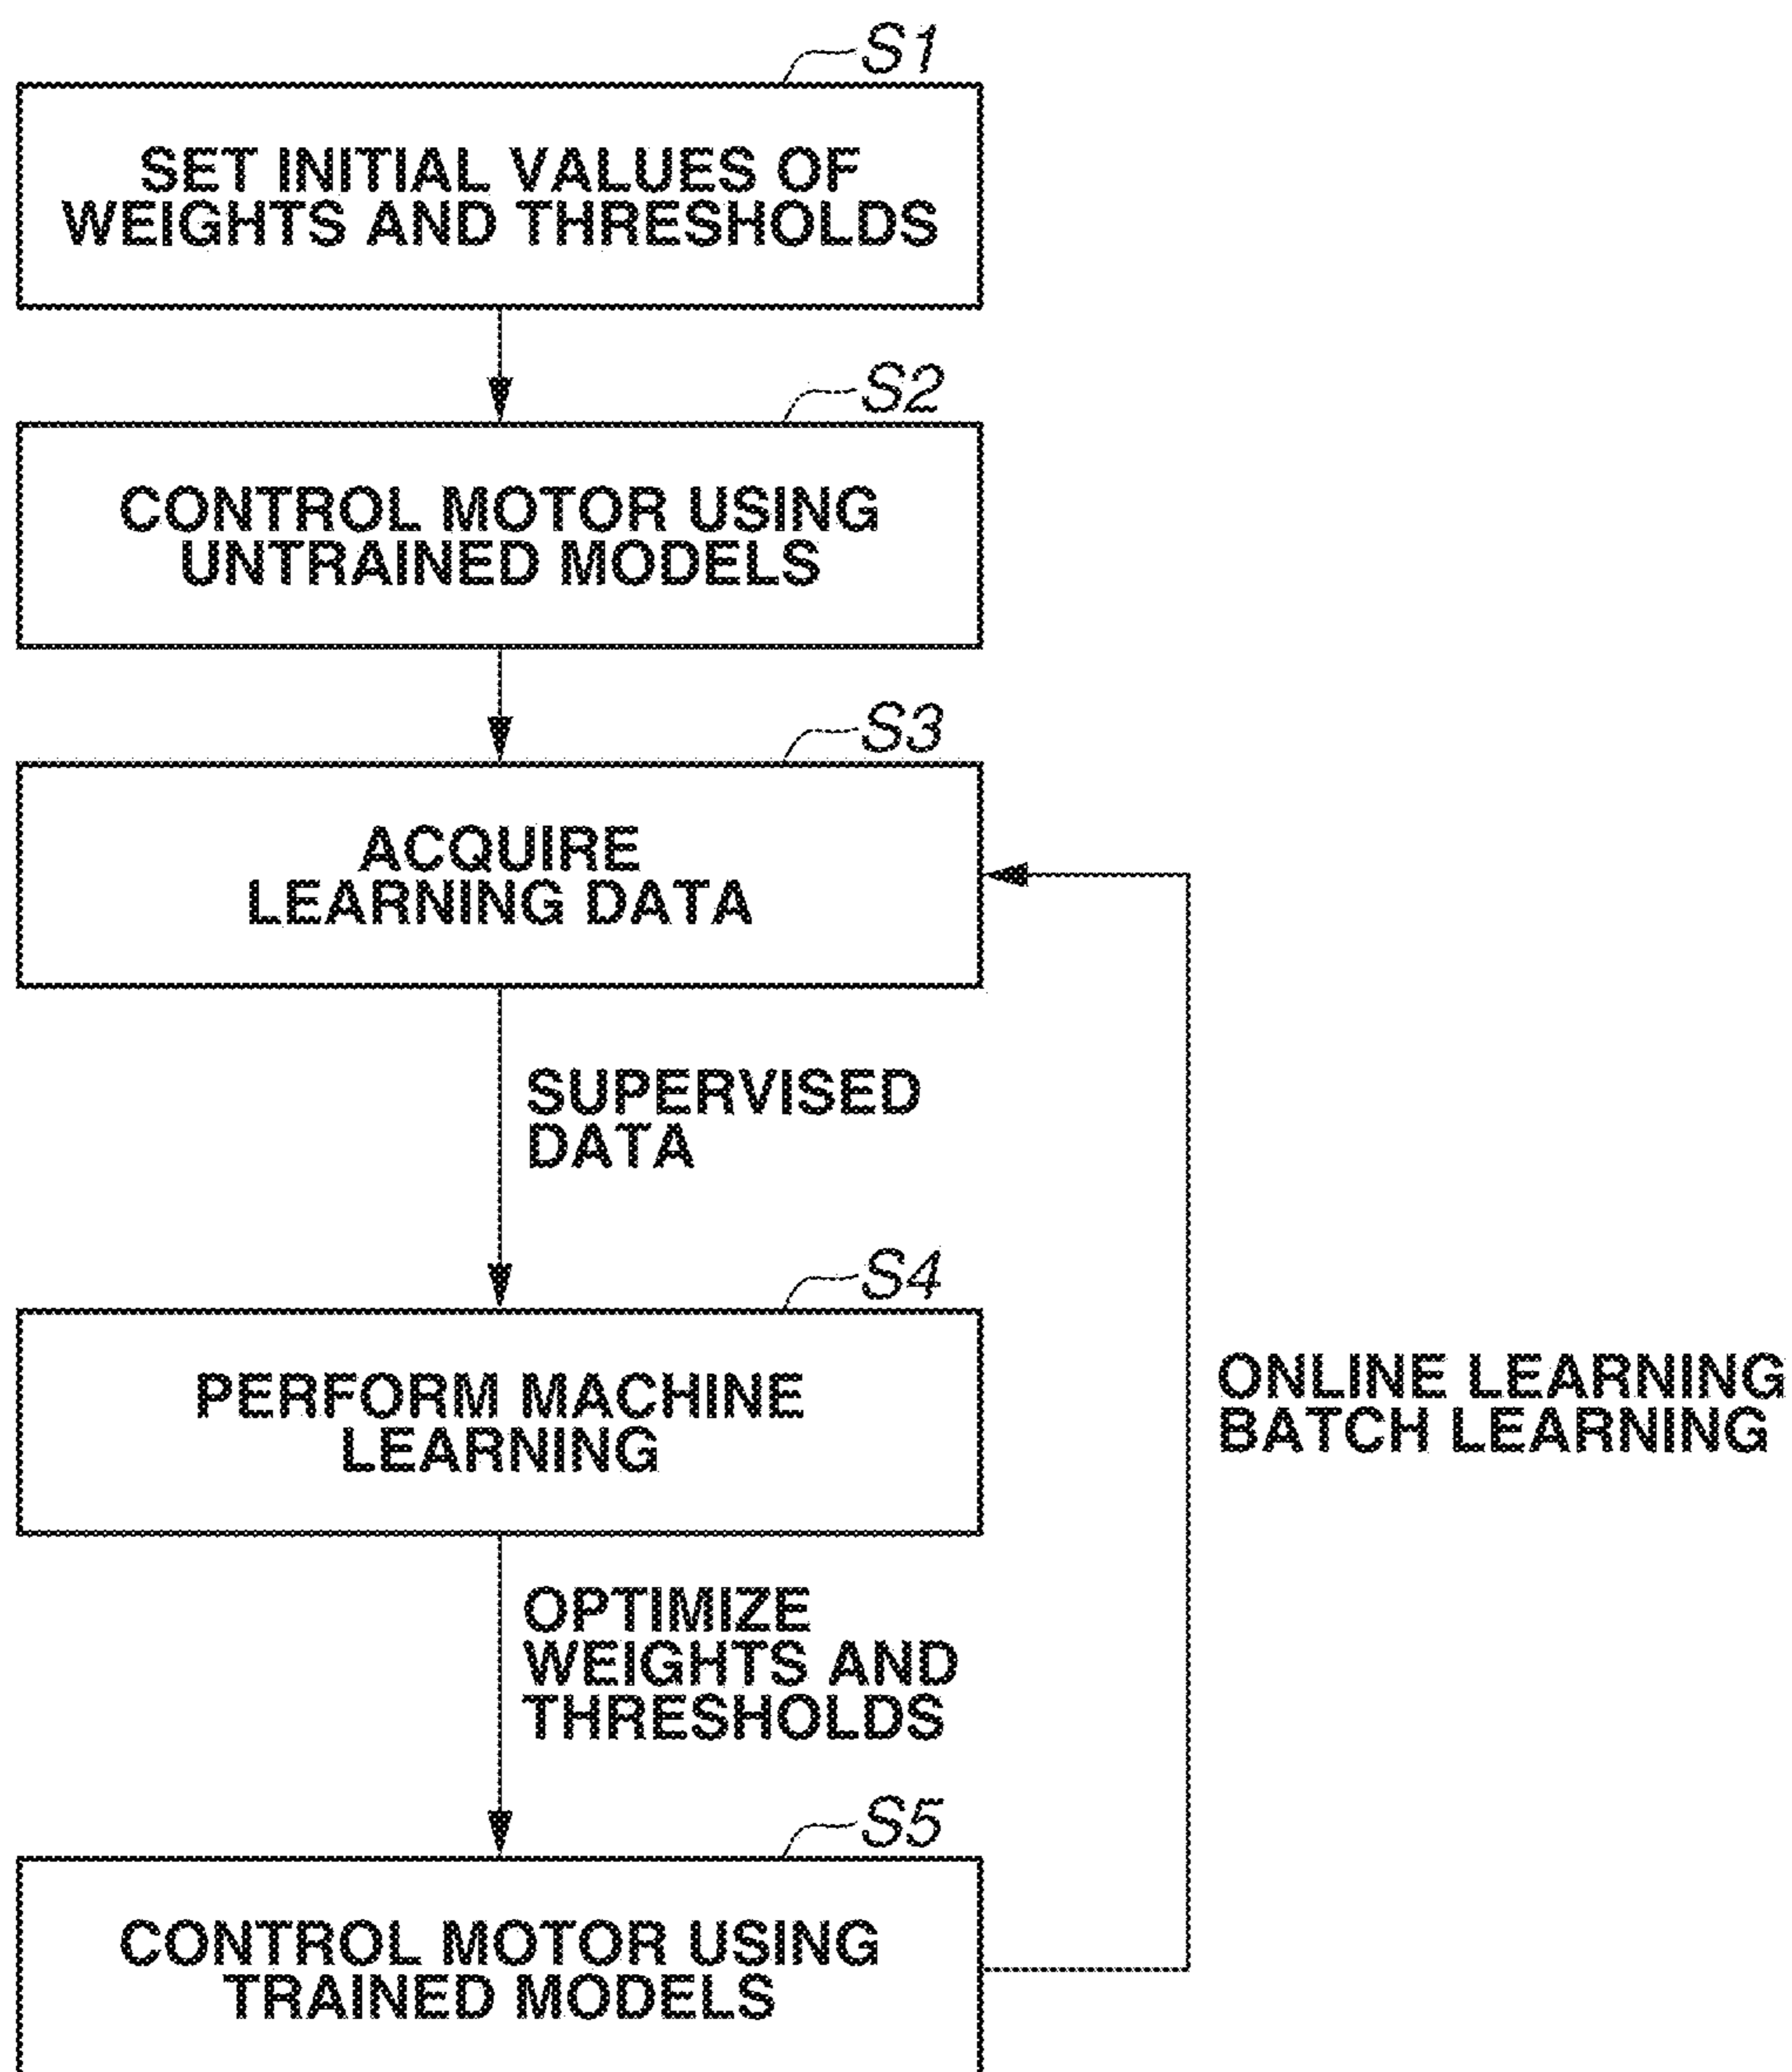 S1
SET INITIAL VALUES OF
WEIGHTS AND THRESHOLDS
S2
CONTROL MOTOR USING
UNTRAINED MODELS
S3
ACQUIRE
LEARNING DATA
SUPERVISED
DATA
S4
PERFORM MACHINE
LEARNING
ONLINE LEARNING
BATCH LEARNING
OPTIMIZE
WEIGHTS AND
THRESHOLDS
S5
CONTROL MOTOR USING
TRAINED MODELS